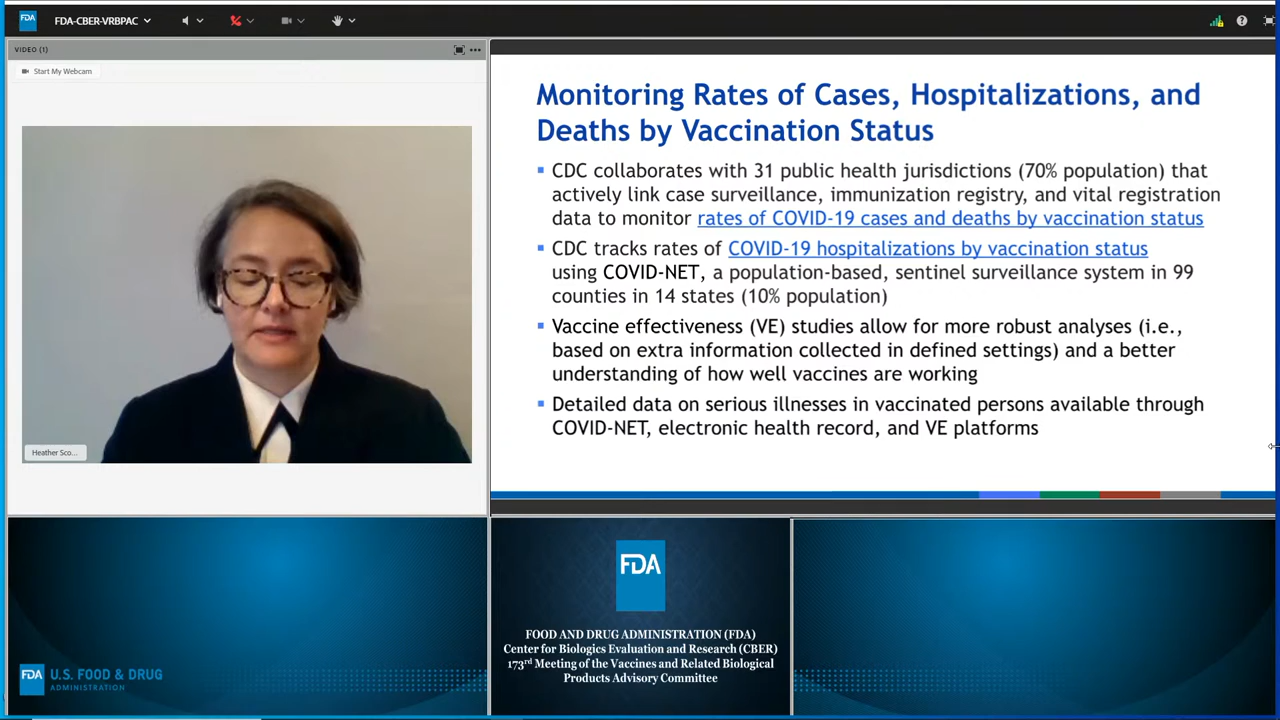 FDA
FDA-CBER-VRBPAC
VIDEO (1)
Start My Webcam
Heather Sco...
Monitoring Rates of Cases, Hospitalizations, and
Deaths by Vaccination Status
CDC collaborates with 31 public health jurisdictions (70% population) that
actively link case surveillance, immunization registry, and vital registration
data to monitor rates of COVID-19 cases and deaths by vaccination status
CDC tracks rates of COVID-19 hospitalizations by vaccination status
using COVID-NET, a population-based, sentinel surveillance system in 99
counties in 14 states (10% population)
Vaccine effectiveness (VE) studies allow for more robust analyses (i.e.,
based on extra information collected in defined settings) and a better
understanding of how well vaccines are working
Detailed data on serious illnesses in vaccinated persons available through
COVID-NET, electronic health record, and VE platforms
FDA
FOOD AND DRUG ADMINISTRATION (FDA)
Center for Biologics Evaluation and Research (CBER)
173rd Meeting of the Vaccines and Related Biological
Products Advisory Committee
FDA U.S. FOOD & DRUG
ADMINISTRATION